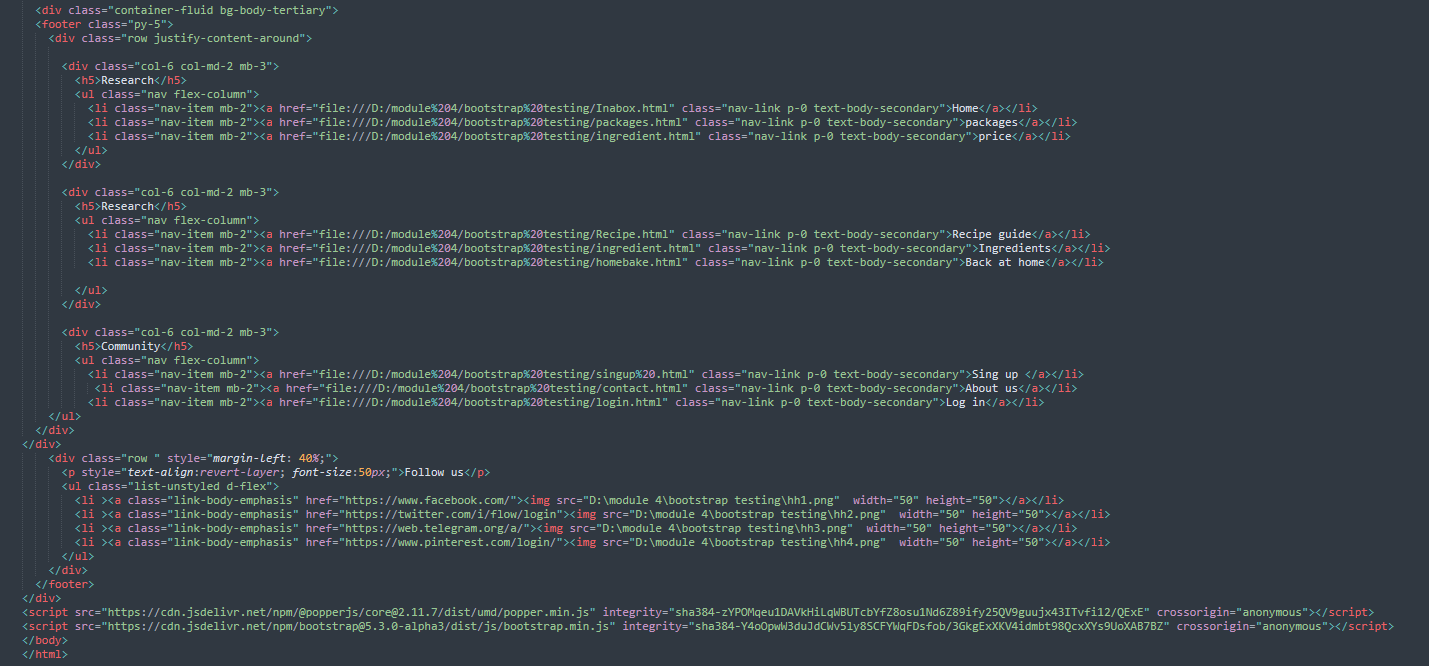 <div class="container-fluid bg-body-tertiary">
<footer class="py-5">
<div class="row justify-content-around">
<div class="col-6 col-md-2 mb-3">
<h5>Research</h5>
<ul class="nav flex-column">
<li class="nav-item mb-2"><a href="file:///D:/module%204/bootstrap%20testing/Inabox.html" class="nav-link p-0 text-body-secondary">Home</a></li>
<li class="nav-item mb-2"><a href="file:///D:/module%204/bootstrap%20testing/packages.html" class="nav-link p-0 text-body-secondary">packages</a></li>
<li class="nav-item mb-2"><a href="file:///D:/module%204/bootstrap%20testing/ingredient.html" class="nav-link p-0 text-body-secondary">price</a></li>
</ul>
</div>
<div class="col-6 col-md-2 mb-3">
<h5>Research</h5>
<ul class="nav flex-column">
<li class="nav-item mb-2"><a href="file:///D:/module%204/bootstrap%20testing/Recipe.html" class="nav-link p-0 text-body-secondary">Recipe guide</a></li>
<li class="nav-item mb-2"><a href="file:///D:/module%204/bootstrap%20testing/ingredient.html" class="nav-link p-0 text-body-secondary">Ingredients</a></li>
<li class="nav-item mb-2"><a href="file:///D:/module%204/bootstrap%20testing/homebake.html" class="nav-link p-0 text-body-secondary">Back at home</a></li>
</ul>
</div>
<div class="col-6 col-md-2 mb-3">
<h5>Community</h5>
<ul class="nav flex-column">
<li class="nav-item mb-2"><a href="file:///D:/module%204/bootstrap%20testing/singup%20.html" class="nav-link p-0 text-body-secondary">Sing up </a></li>
<li class="nav-item mb-2"><a href="file:///D:/module%204/bootstrap%20testing/contact.html" class="nav-link p-0 text-body-secondary">About us</a></li>
<li class="nav-item mb-2"><a href="file:///D:/module%204/bootstrap%20testing/login.html" class="nav-link p-0 text-body-secondary">Log in</a></li>
</ul>
</div>
</div>
<div class="row " style="margin-left: 40%;">
<p style="text-align:revert-layer; font-size:50px;">Follow us</p>
<ul class="list-unstyled d-flex">
<li ><a class="link-body-emphasis" href="https://www.facebook.com/"><img src="D:\module 4\bootstrap testing\hh1.png"  width="50" height="50"></a></li>
<li ><a class="link-body-emphasis" href="https://twitter.com/i/flow/login"><img src="D:\module 4\bootstrap testing\hh2.png"  width="50" height="50"></a></li>
<li ><a class="link-body-emphasis" href="https://web.telegram.org/a/"><img src="D:\module 4\bootstrap testing\hh3.png"  width="50" height="50"></a></li>
<li ><a class="link-body-emphasis" href="https://www.pinterest.com/login/"><img src="D:\module 4\bootstrap testing\hh4.png"  width="50" height="50"></a></li>
</ul>
</div>
</footer>
</div>
<script src="https://cdn.jsdelivr.net/npm/@popperjs/core@2.11.7/dist/umd/popper.min.js" integrity="sha384-zYPOMqeu1DAVkHiLqWBUTcbYfZ8osu1Nd6Z89ify25QV9guujx43ITvfi12/QExE" crossorigin="anonymous"></script>
<script src="https://cdn.jsdelivr.net/npm/bootstrap@5.3.0-alpha3/dist/js/bootstrap.min.js" integrity="sha384-Y4oOpwW3duJdCWv5ly8SCFYWqFDsfob/3GkgExXKV4idmbt98QcxXYs9UoXAB7BZ" crossorigin="anonymous"></script>
</body>
</html>